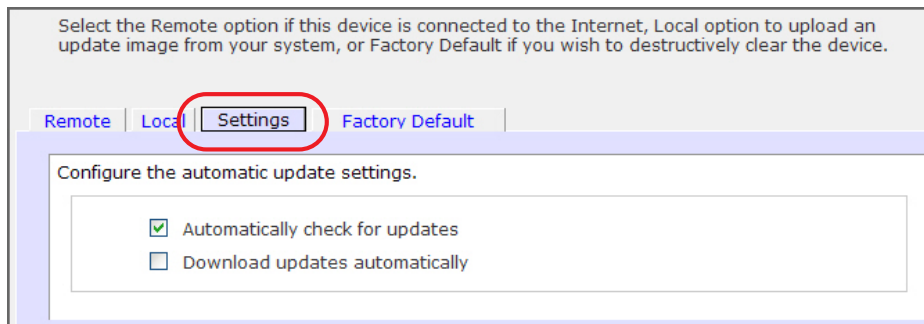 Select the Remote option if this device is connected to the Internet, Local option to upload an
update image from your system, or Factory Default if you wish to destructively clear the device.
Remote Local Settings Factory Default
Configure the automatic update settings.
Automatically check for updates
Download updates automatically